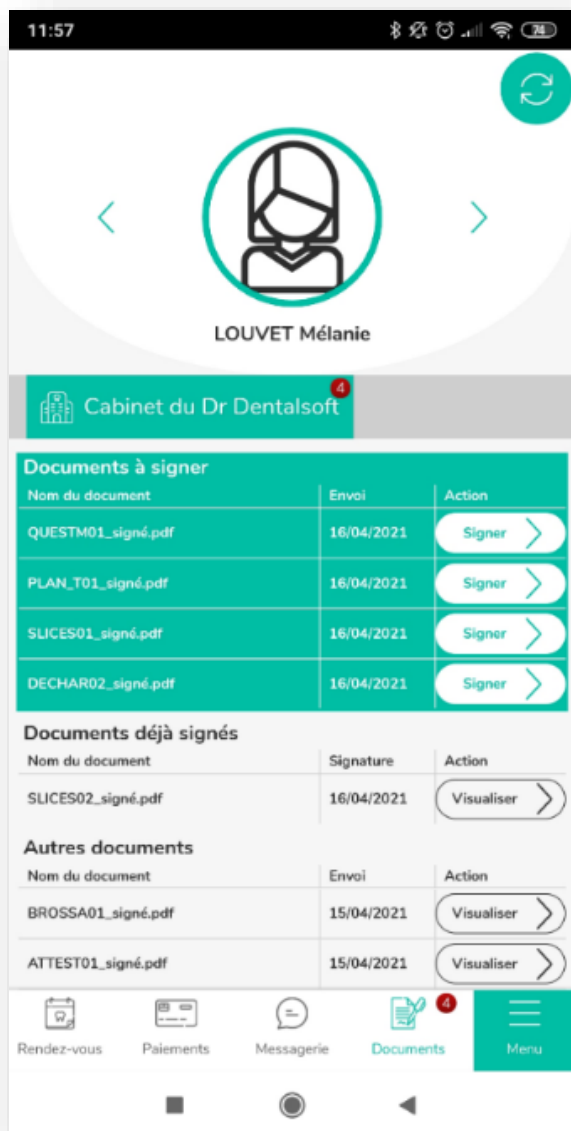 11:57 74
LOUVET Mélanie
Cabinet du Dr Dentalsoft 4
Documents à signer
Nom du document Envoi Action
QUESTM01_signé.pdf 16/04/2021 Signer
PLAN_T01_signé.pdf 16/04/2021 Signer
SLICES01_signé.pdf 16/04/2021 Signer
DECHAR02_signé.pdf 16/04/2021 Signer
Documents déjà signés
Nom du document Signature Action
SLICES02_signé.pdf 16/04/2021 Visualiser
Autres documents
Nom du document Envoi Action
BROSSA01_signé.pdf 15/04/2021 Visualiser
ATTEST01_signé.pdf 15/04/2021 Visualiser
4
Rendez-vous Paiements Messagerie Documents Menu